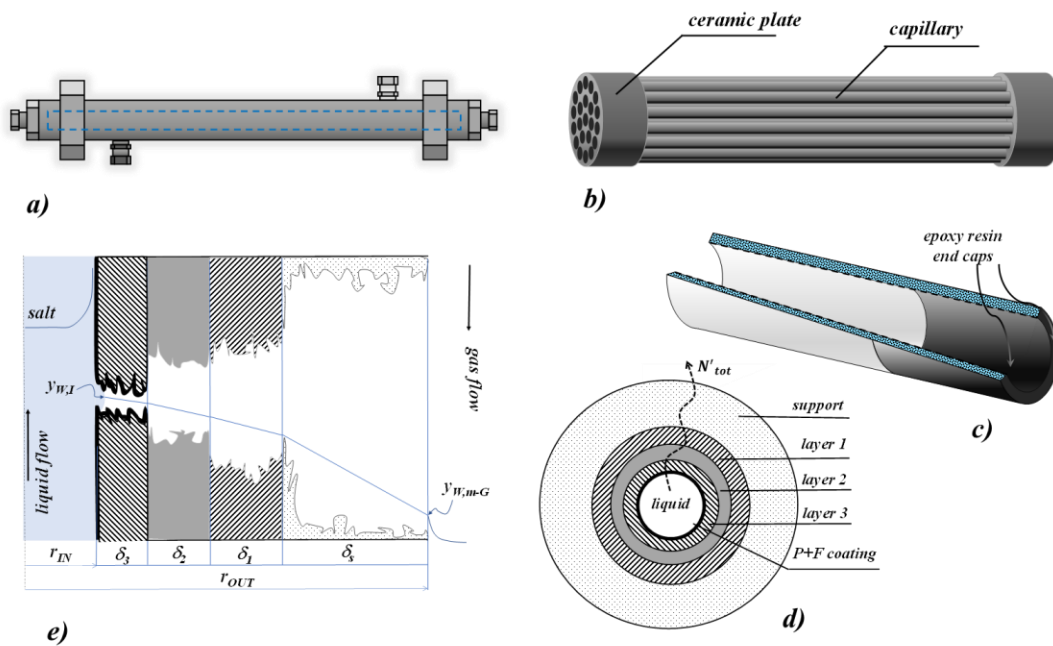 ceramic plate
capillary
a)
b)
epoxy resin
end caps
c)
salt
y_{W,I}
liquid flow
gas flow
y_{W,m-G}
r_{IN}
δ_3
δ_2
δ_1
δ_s
r_{OUT}
e)
N'_{tot}
support
layer 1
layer 2
layer 3
liquid
P+F coating
d)